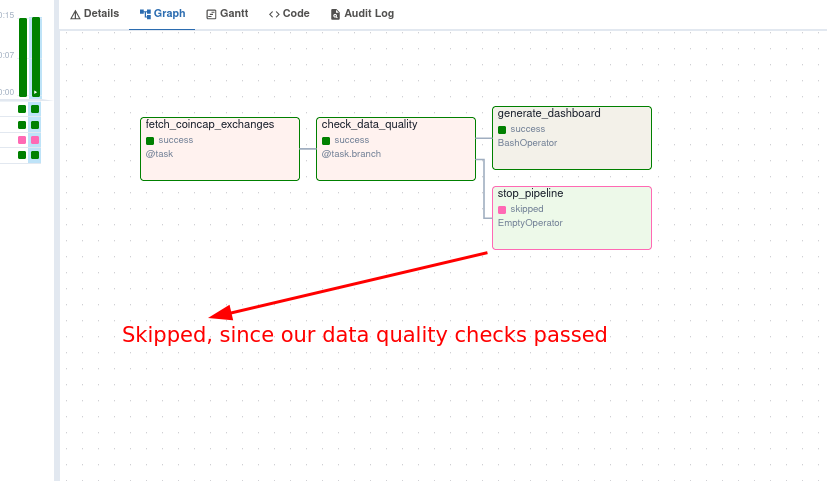 Details Graph Gantt Code Audit Log
0:15
0:07
0:00
fetch_coincap_exchanges
success
@task
check_data_quality
success
@task.branch
generate_dashboard
success
BashOperator
stop_pipeline
skipped
EmptyOperator
Skipped, since our data quality checks passed